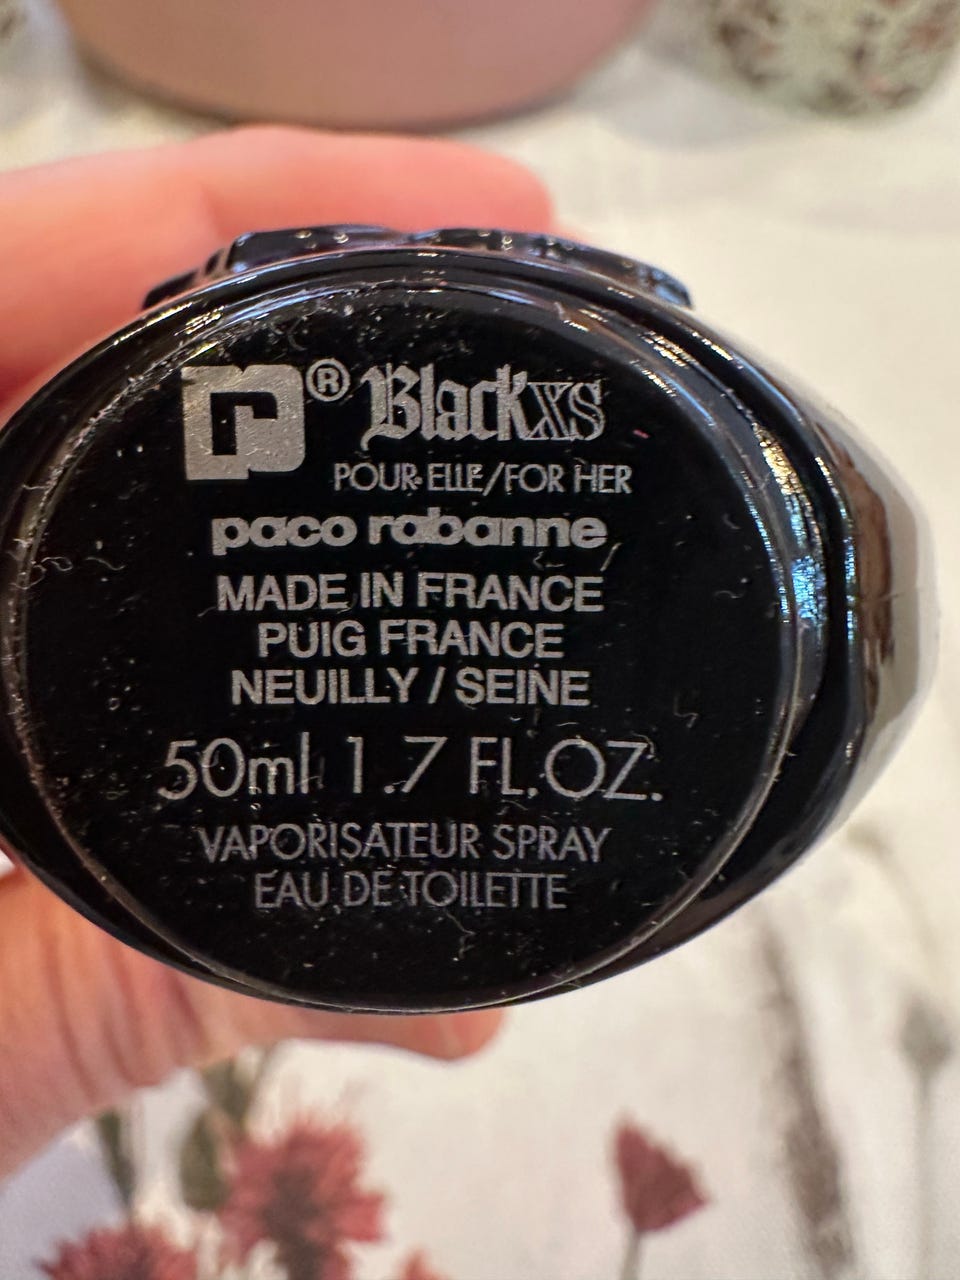 r® Blackxs
POUR ELLE/FOR HER
paco rabanne
MADE IN FRANCE
PUIG FRANCE
NEUILLY / SEINE
50ml 1.7 FL.OZ.
VAPORISATEUR SPRAY
EAU DE TOILETTE